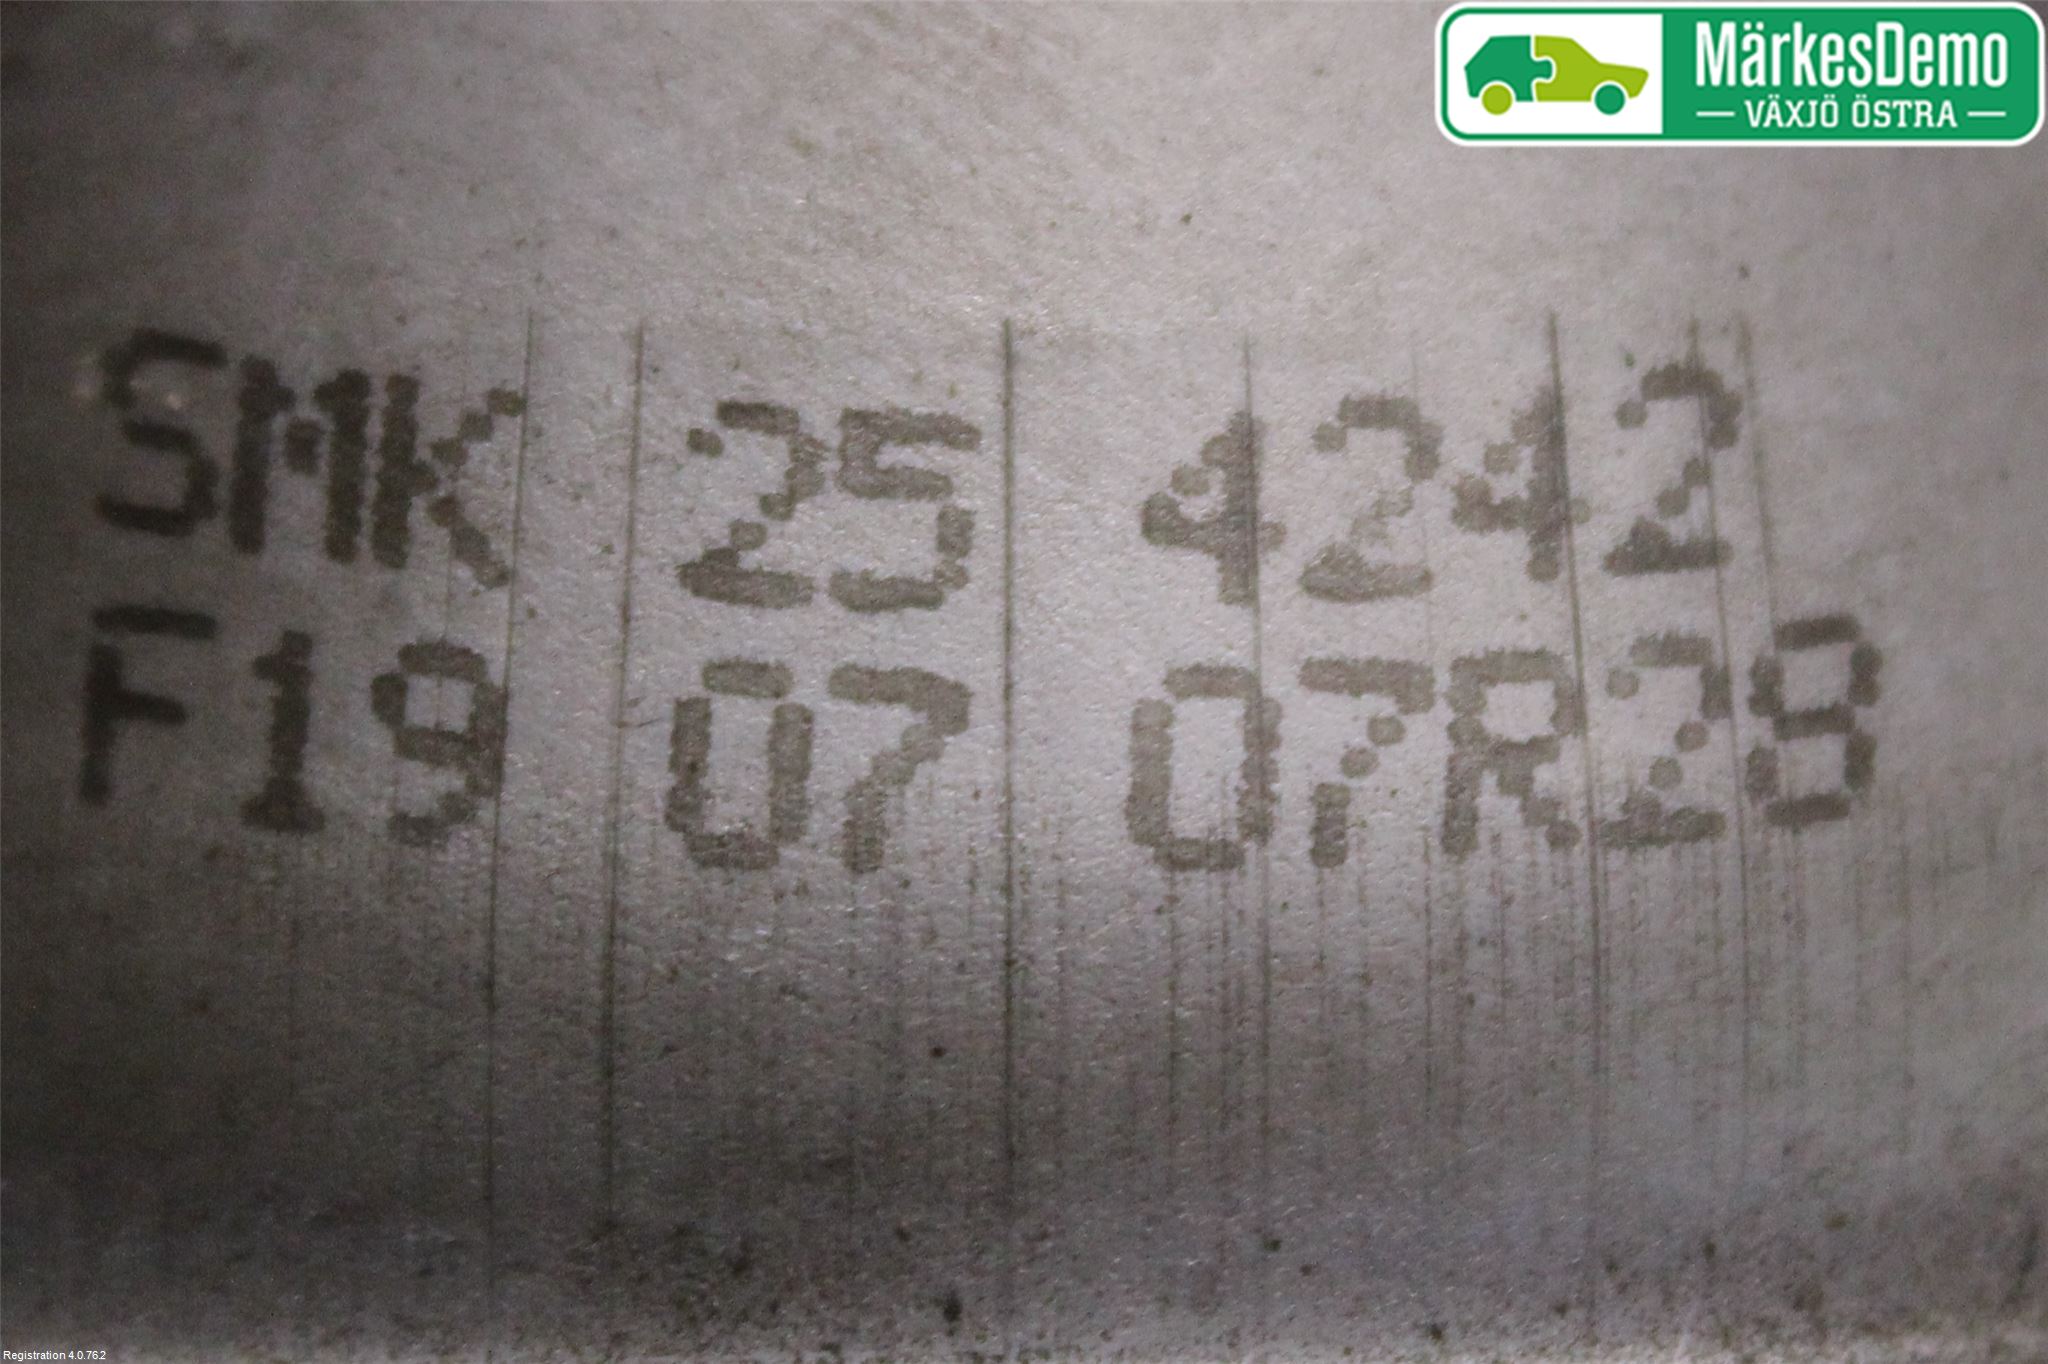 MärkesDemo
VÄXJÖ ÖSTRA
SMK 25 4242
F19 07 07R28
Registration 4.0.762